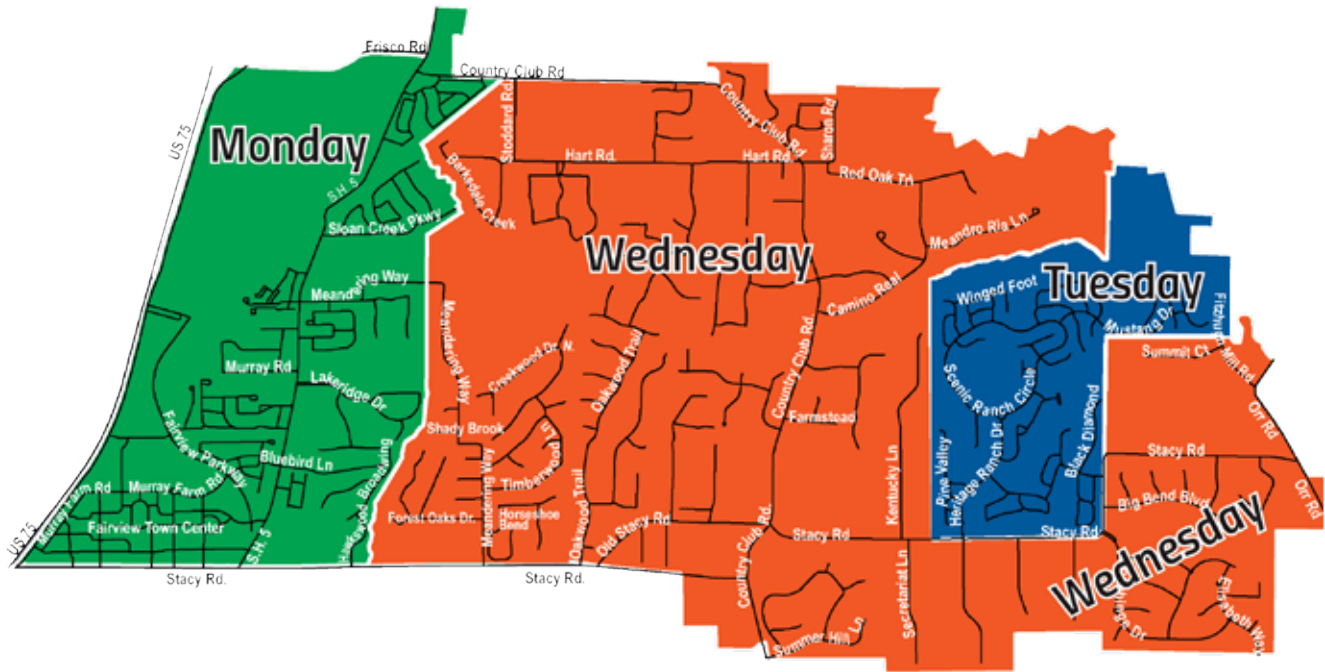 Frisco Rd
Country Club Rd
US 75
Monday
Stoddard Rd
Country Club Rd
Sharon Rd
Hart Rd.
Hart Rd.
Barksdale Creek
Red Oak Trl
S.H. 5
Sloan Creek Pkwy
Meandro Ria Ln
Wednesday
Tuesday
Meandering Way
Camino Real
Winged Foot
Mustang Dr
Meandering Way
Country Club Rd
Summit Ct
Murray Rd
Creekwood Dr. N.
Oakwood Trail
Lakeridge Dr
Scenic Ranch Circle
Orr Rd
Fairview Parkway
Shady Brook
Farmstead
Black Diamond
Bluebird Ln
Stacy Rd
Timberwood Ln
Kentucky Ln
Pine Valley
Heritage Ranch Dr
Murray Farm Rd
Murray Farm Rd
Meandering Way
Oakwood Trail
Big Bend Blvd
Orr Rd
Fairview Town Center
Forest Oaks Dr.
Horseshoe
Bend
Old Stacy Rd
Country Club Rd.
Stacy Rd
Stacy Rd
Wednesday
US 75
S.H. 5
Stacy Rd.
Stacy Rd.
Secretariat Ln
Elizabeth Way
Summer Hill Ln